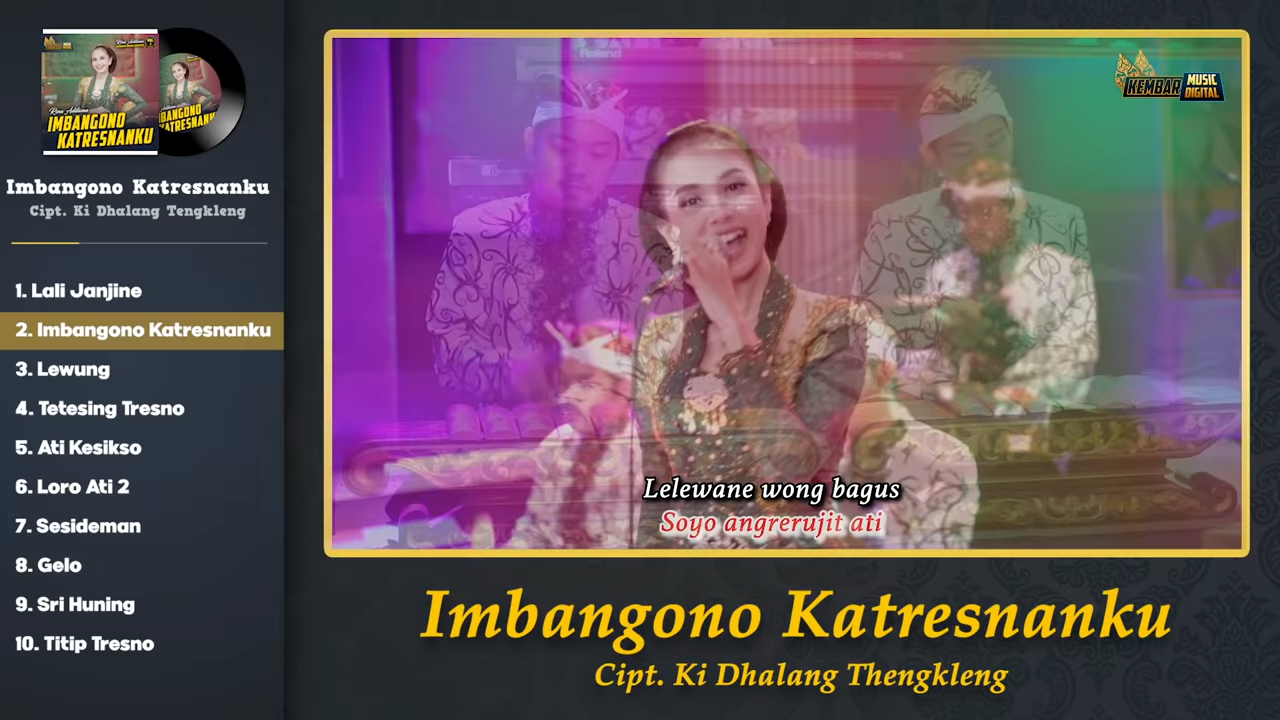 IMBANGONO
KATRESNANKU
Imbangono Katresnanku
Cipt. Ki Dhalang Tengkleng
1. Lali Janjine
2. Imbangono Katresnanku
3. Lewung
4. Tetesing Tresno
5. Ati Kesikso
6. Loro Ati 2
7. Sesideman
8. Gelo
9. Sri Huning
10. Titip Tresno
Roland
KEMBAR MUSIC DIGITAL
Lelewane wong bagus
Soyo angrerujit ati
Imbangono Katresnanku
Cipt. Ki Dhalang Thengkleng